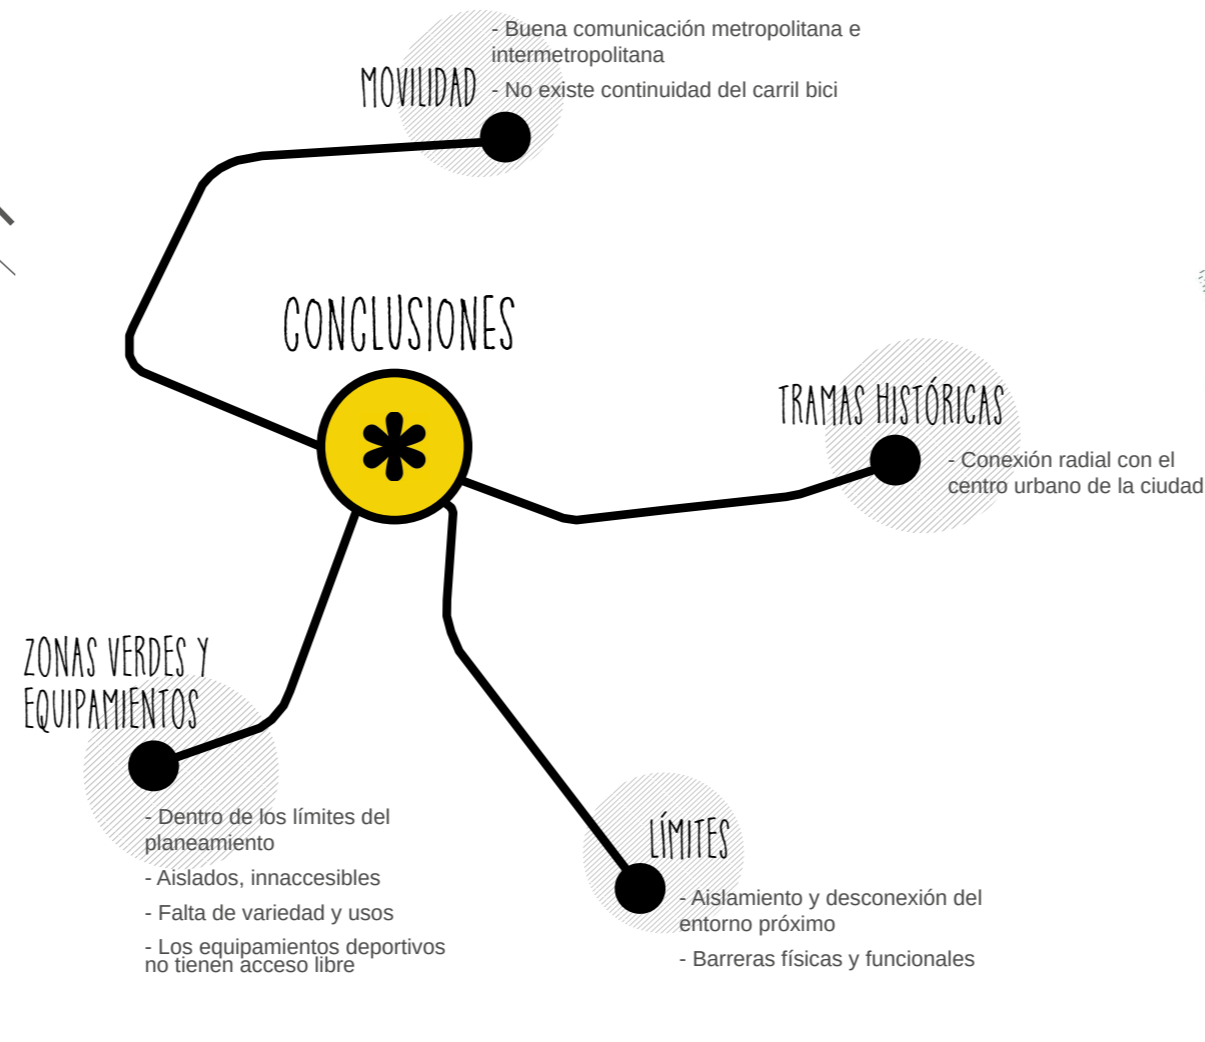 - Buena comunicación metropolitana e
intermetropolitana
MOVILIDAD
- No existe continuidad del carril bici
CONCLUSIONES
*
TRAMAS HISTÓRICAS
- Conexión radial con el
centro urbano de la ciudad
ZONAS VERDES Y
EQUIPAMIENTOS
- Dentro de los límites del
planeamiento
- Aislados, innaccesibles
- Falta de variedad y usos
- Los equipamientos deportivos
no tienen acceso libre
LÍMITES
- Aislamiento y desconexión del
entorno próximo
- Barreras físicas y funcionales